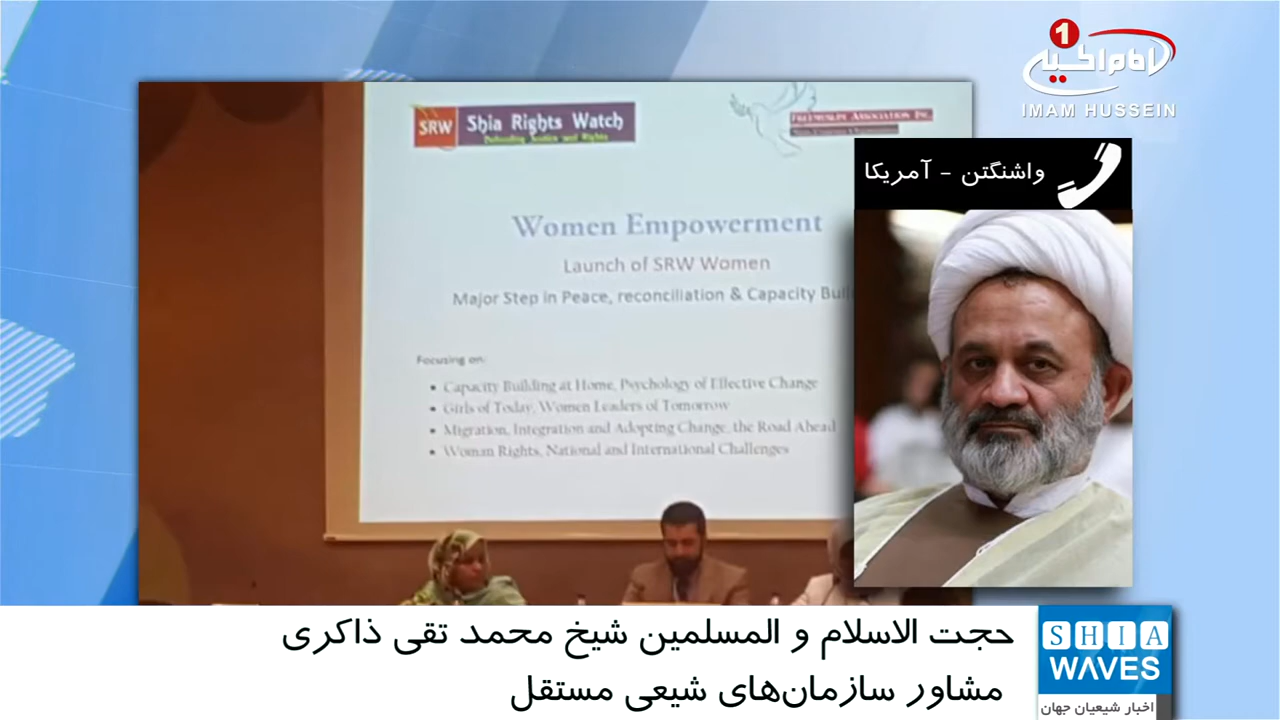 1
امام حسین
IMAM HUSSEIN
SRW Shia Rights Watch
Defending Justice and Rights
FREEMUSLIM ASSOCIATION INC.
واشنگتن - آمریکا
Women Empowerment
Launch of SRW Women
Major Step in Peace, reconciliation & Capacity Buil
Focusing on:
• Capacity Building at Home, Psychology of Effective Change
• Girls of Today, Women Leaders of Tomorrow
• Migration, Integration and Adopting Change, the Road Ahead
• Woman Rights, National and International Challenges
حجت الاسلام و المسلمین شیخ محمد تقی ذاکری
مشاور سازمان‌های شیعی مستقل
SHIA
WAVES
اخبار شیعیان جهان